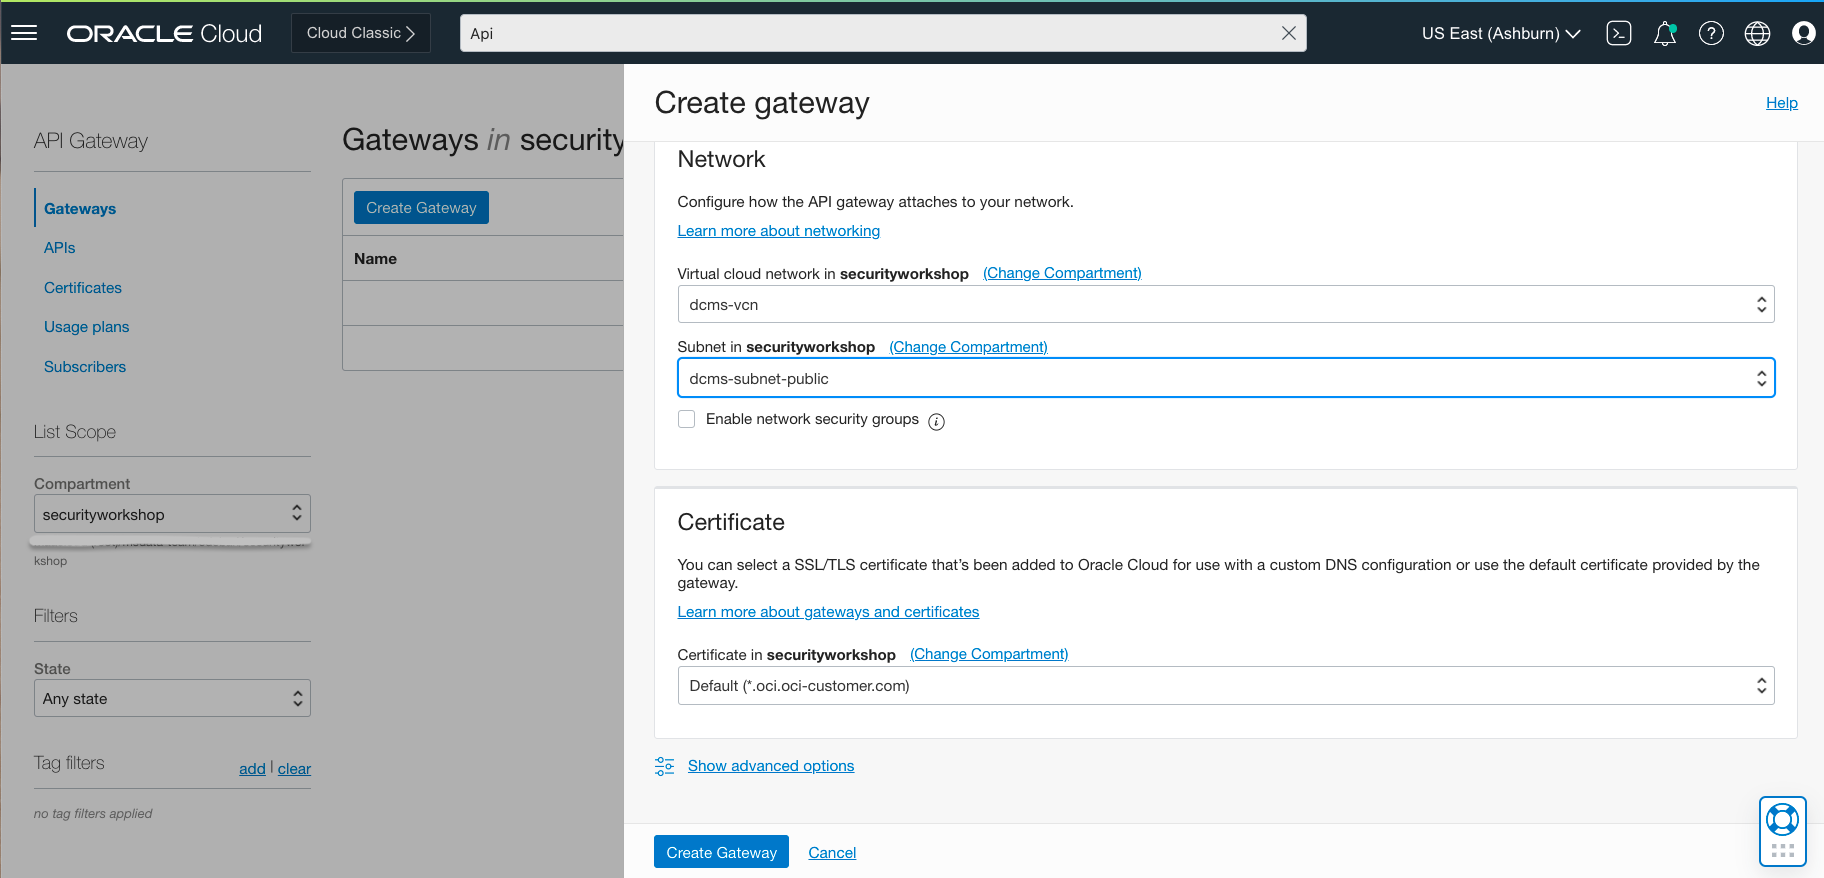 ORACLE Cloud
Cloud Classic
Api
US East (Ashburn)
API Gateway
Gateways
APIs
Certificates
Usage plans
Subscribers
List Scope
Compartment
securityworkshop
kshop
Filters
State
Any state
Tag filters
add | clear
no tag filters applied
Gateways in security
Create Gateway
Name
Create gateway
Help
Network
Configure how the API gateway attaches to your network.
Learn more about networking
Virtual cloud network in securityworkshop (Change Compartment)
dcms-vcn
Subnet in securityworkshop (Change Compartment)
dcms-subnet-public
Enable network security groups
Certificate
You can select a SSL/TLS certificate that's been added to Oracle Cloud for use with a custom DNS configuration or use the default certificate provided by the
gateway.
Learn more about gateways and certificates
Certificate in securityworkshop (Change Compartment)
Default (*.oci.oci-customer.com)
Show advanced options
Create Gateway
Cancel